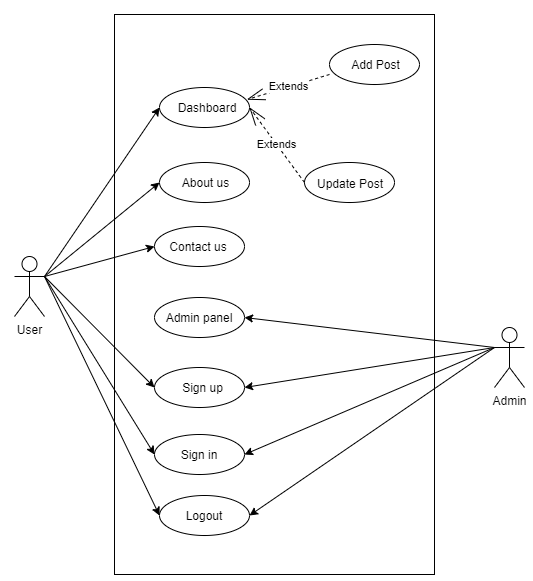 Add Post
Extends
Dashboard
Extends
About us
Update Post
Contact us
User
Admin panel
Sign up
Admin
Sign in
Logout